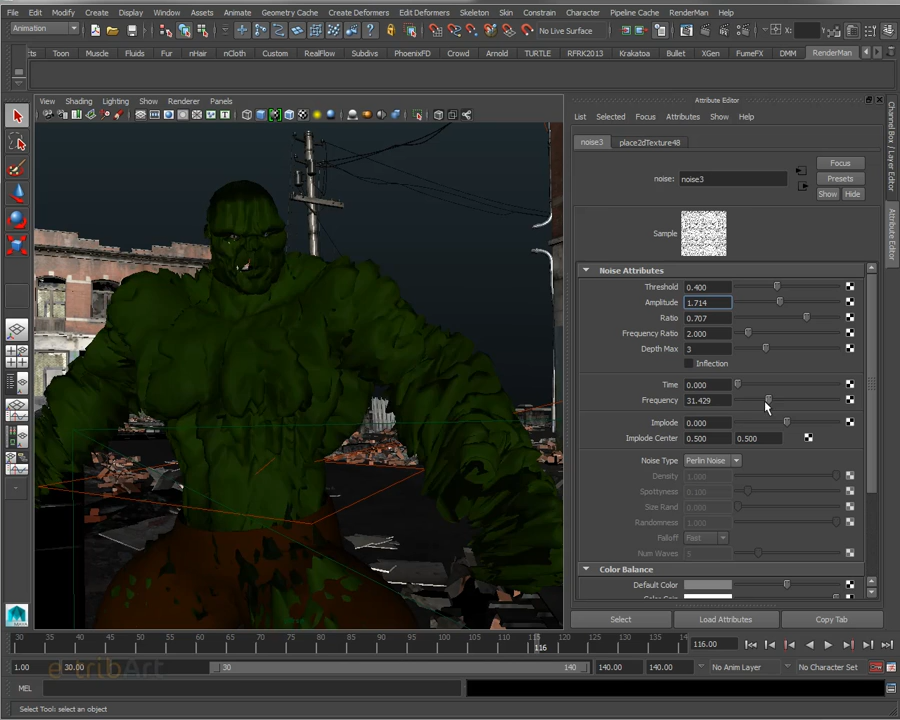 File Edit Modify Create Display Window Assets Animate Geometry Cache Create Deformers Edit Deformers Skeleton Skin Constrain Character Pipeline Cache RenderMan Help
Animation No Live Surface X:
Toon Muscle Fluids Fur nHair nCloth Custom RealFlow Subdivs PhoenixFD Crowd Arnold TURTLE RFRK2013 Krakatoa Bullet XGen FumeFX DMM RenderMan
View Shading Lighting Show Renderer Panels
Attribute Editor
List Selected Focus Attributes Show Help
noise3 place2dTexture48
Focus
noise: noise3 Presets
Show Hide
Sample
Noise Attributes
Threshold 0.400
Amplitude 1.714
Ratio 0.707
Frequency Ratio 2.000
Depth Max 3
Inflection
Time 0.000
Frequency 31.429
Implode 0.000
Implode Center 0.500 0.500
Noise Type Perlin Noise
Density 1.000
Spottyness 0.100
Size Rand 0.000
Randomness 1.000
Falloff Fast
Num Waves 5
Color Balance
Default Color
Select Load Attributes Copy Tab
Channel Box / Layer Editor
Attribute Editor
30 35 40 45 50 55 60 65 70 75 80 85 90 95 100 105 110 115 120 125 130 135 14
116 116.00
1.00 30.00 30 140 140.00 140.00 No Anim Layer No Character Set
MEL
Select Tool: select an object